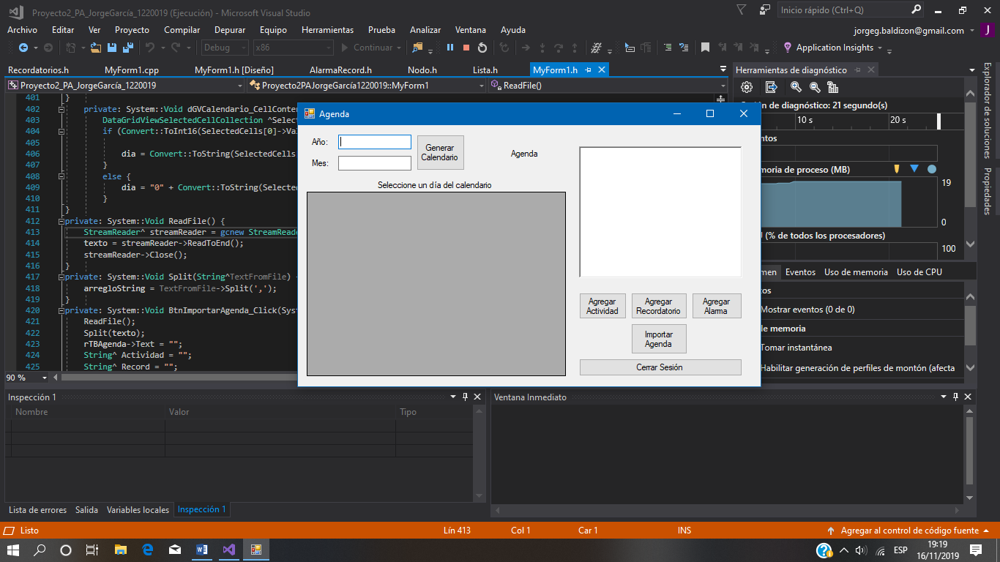 Proyecto2_PA_JorgeGarcía_1220019 (Ejecución) - Microsoft Visual Studio
Inicio rápido (Ctrl+Q)
Archivo Editar Ver Proyecto Compilar Depurar Equipo Herramientas Prueba Analizar Ventana Ayuda
jorgeg.baldizon@gmail.com J
Debug x86 Continuar Application Insights
Recordatorios.h MyForm1.cpp MyForm1.h [Diseño] AlarmaRecord.h Nodo.h Lista.h MyForm1.h
Herramientas de diagnóstico
Proyecto2_PA_JorgeGarcía_1220019 Proyecto2PAJorgeGarcía1220019::MyForm1 ReadFile()
401 }
402 private: System::Void dGVCalendario_CellConten
403 DataGridViewSelectedCellCollection ^Selec
404 if (Convert::ToInt16(SelectedCells[0]->Val
405
406 dia = Convert::ToString(SelectedCells
407 }
408 else {
409 dia = "0" + Convert::ToString(Selected
410 }
411 }
412 private: System::Void ReadFile() {
413 StreamReader^ streamReader = gcnew StreamReade
414 texto = streamReader->ReadToEnd();
415 streamReader->Close();
416 }
417 private: System::Void Split(String^TextFromFile) {
418 arregloString = TextFromFile->Split(',');
419 }
420 private: System::Void BtnImportarAgenda_Click(Syst
421 ReadFile();
422 Split(texto);
423 rTBAgenda->Text = "";
424 String^ Actividad = "";
425 String^ Record = "";
90 %
Agenda
Año:
Mes:
Generar
Calendario
Agenda
Seleccione un día del calendario
Agregar
Actividad
Agregar
Recordatorio
Agregar
Alarma
Importar
Agenda
Cerrar Sesión
n de diagnóstico: 21 segundo(s)
10 s 20 s
ntos
moria de proceso (MB)
19
0
U (% de todos los procesadores)
100
men Eventos Uso de memoria Uso de CPU
tos
Mostrar eventos (0 de 0)
de memoria
Tomar instantánea
Habilitar generación de perfiles de montón (afecta
Explorador de soluciones
Propiedades
Inspección 1
Nombre Valor Tipo
Ventana Inmediato
Lista de errores Salida Variables locales Inspección 1
Listo Lín 413 Col 1 Car 1 INS Agregar al control de código fuente
ESP
19:19
16/11/2019